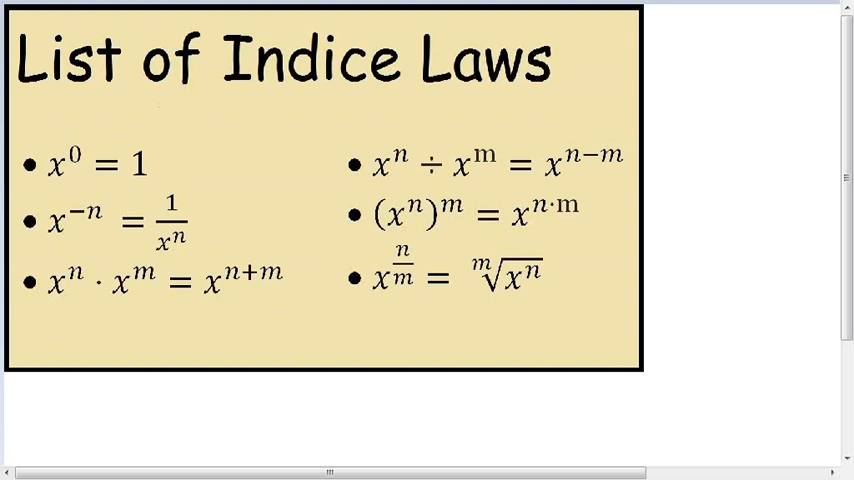 List of Indice Laws
• x⁰ = 1
• x⁻ⁿ = 1/xⁿ
• xⁿ · xᵐ = xⁿ⁺ᵐ
• xⁿ ÷ xᵐ = xⁿ⁻ᵐ
• (xⁿ)ᵐ = xⁿ·ᵐ
• x^(n/m) = ᵐ√(xⁿ)